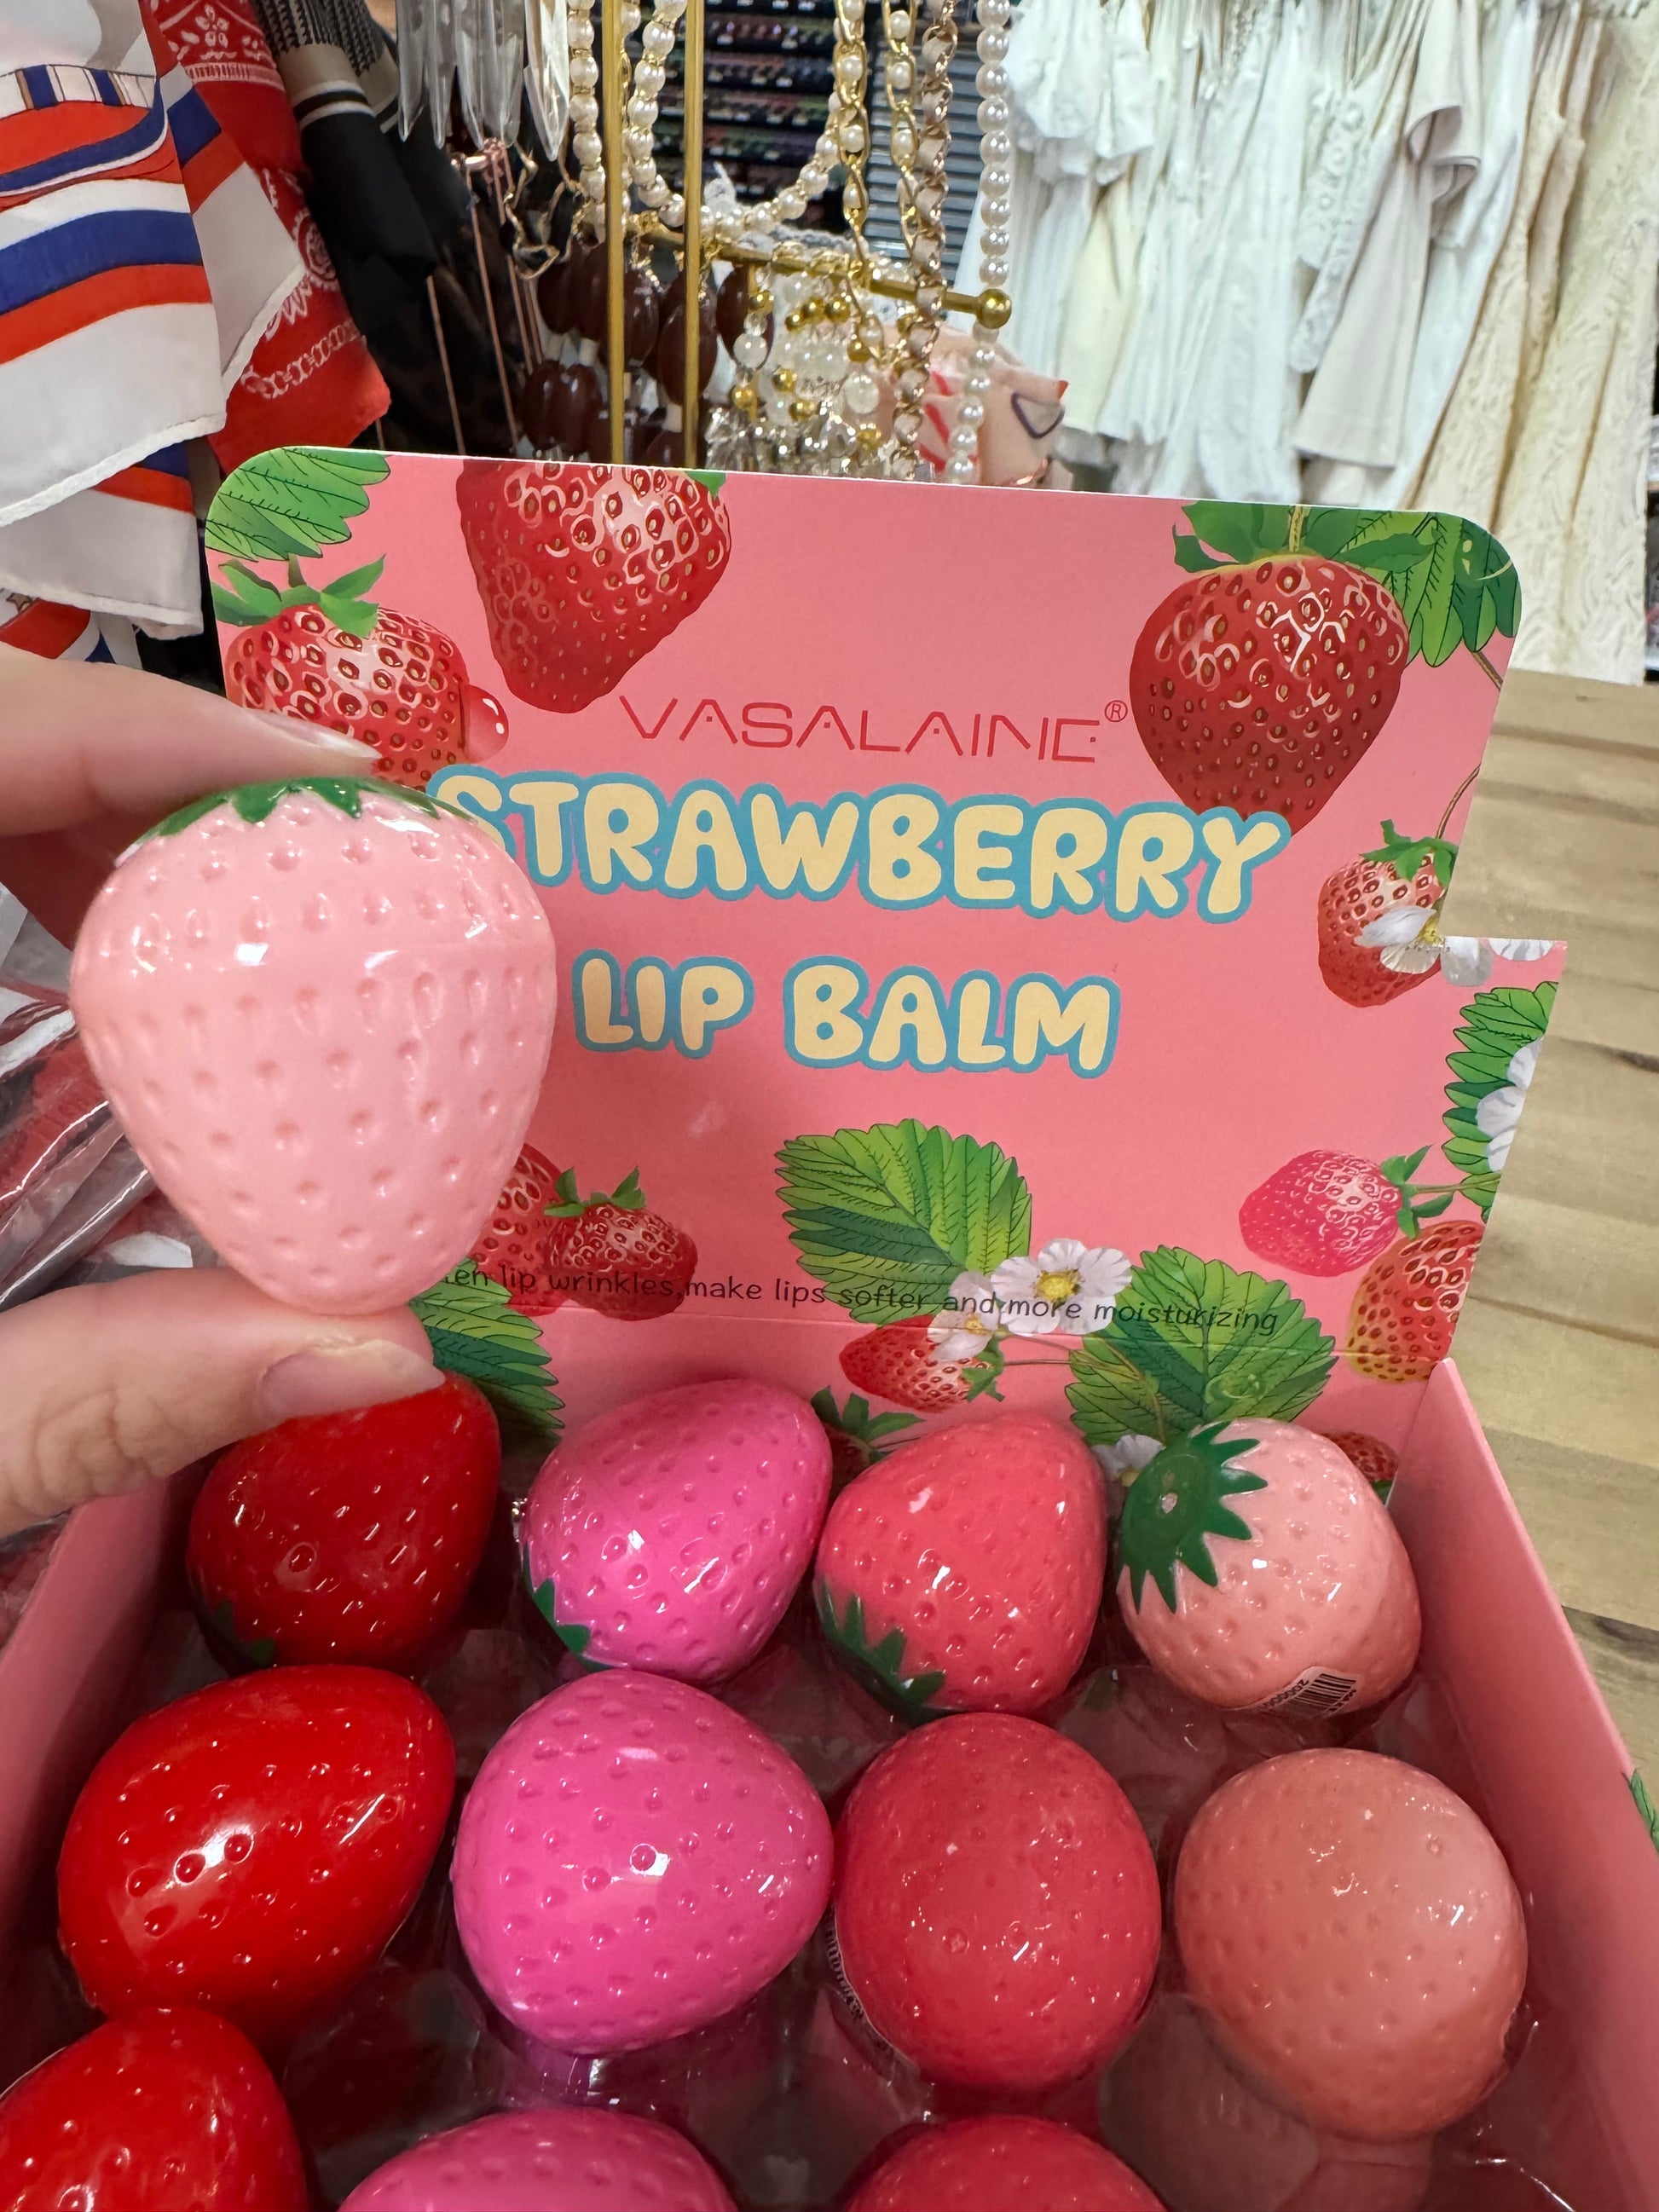 VASALAINE®
STRAWBERRY
LIP BALM
lip wrinkles,make lips softer and more moisturizing